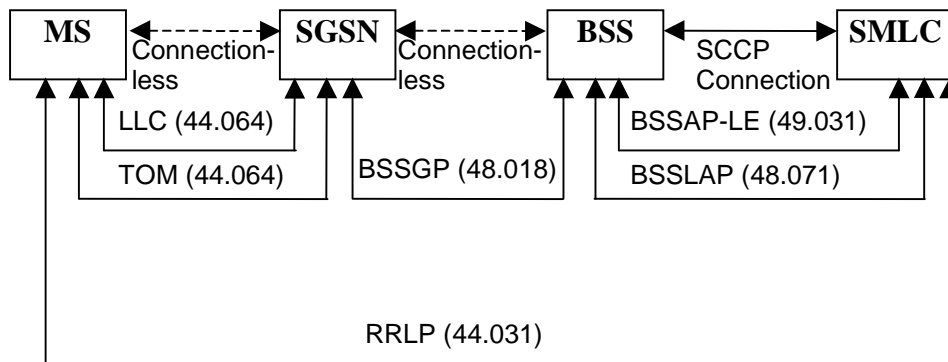 MS
SGSN
BSS
SMLC
Connection-
less
Connection-
less
SCCP
Connection
LLC (44.064)
BSSAP-LE (49.031)
TOM (44.064)
BSSGP (48.018)
BSSLAP (48.071)
RRLP (44.031)